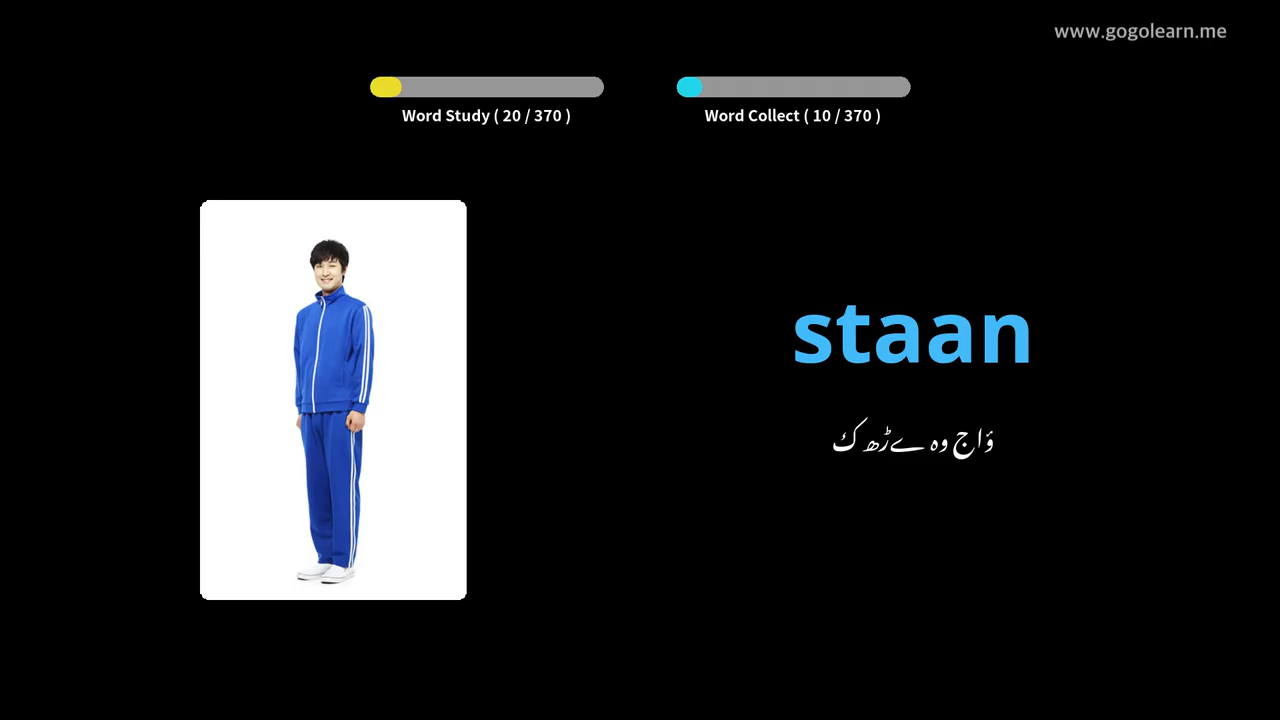 www.gogolearn.me
Word Study ( 20 / 370 )
Word Collect ( 10 / 370 )
staan
ؤاج وہ ےڑھک